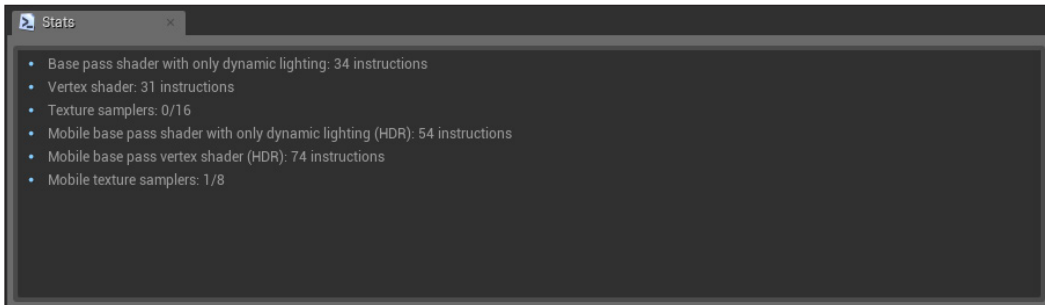 Stats
Base pass shader with only dynamic lighting: 34 instructions
Vertex shader: 31 instructions
Texture samplers: 0/16
Mobile base pass shader with only dynamic lighting (HDR): 54 instructions
Mobile base pass vertex shader (HDR): 74 instructions
Mobile texture samplers: 1/8